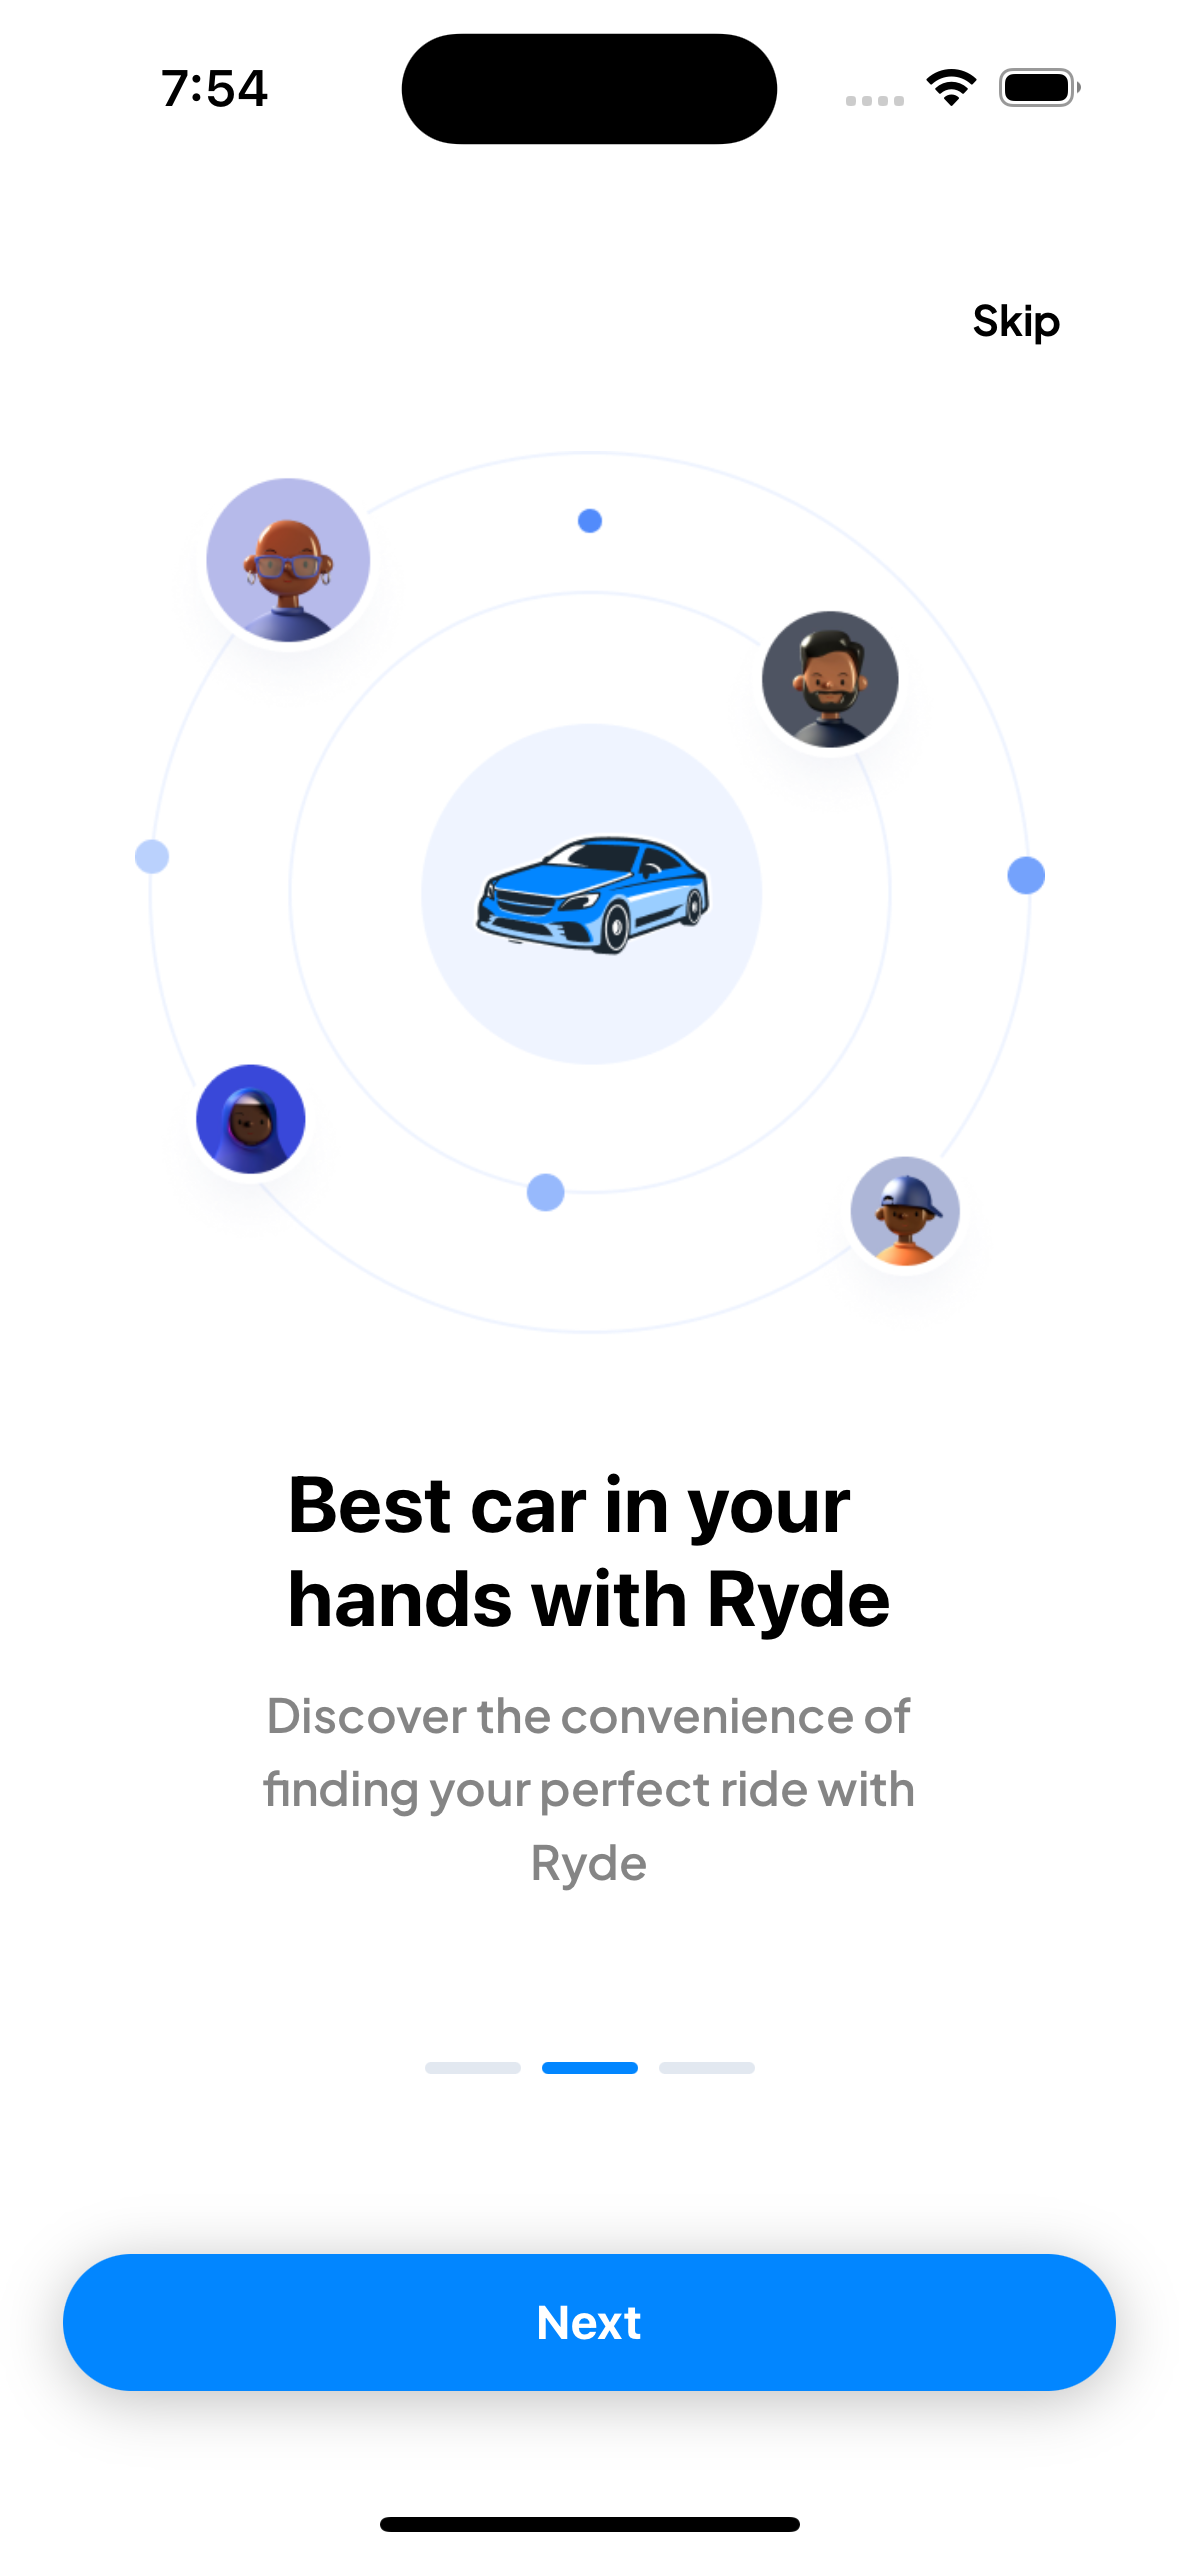 7:54
Skip
Best car in your
hands with Ryde
Discover the convenience of
finding your perfect ride with
Ryde
Next